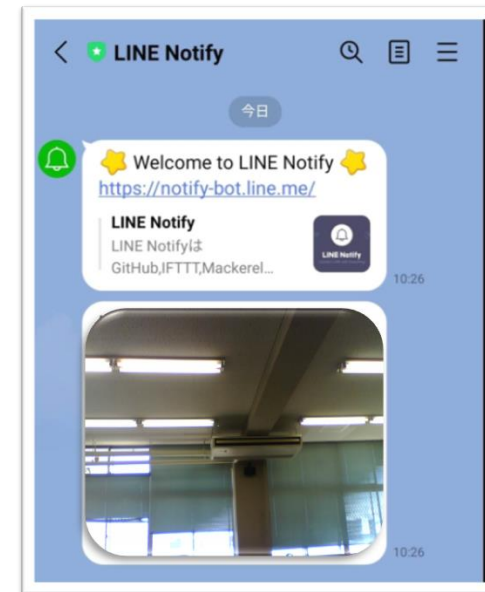 LINE Notify
今日
Welcome to LINE Notify
https://notify-bot.line.me/
LINE Notify
LINE Notifyは
GitHub,IFTTT,Mackerel...
LINE Notify
10:26
10:26